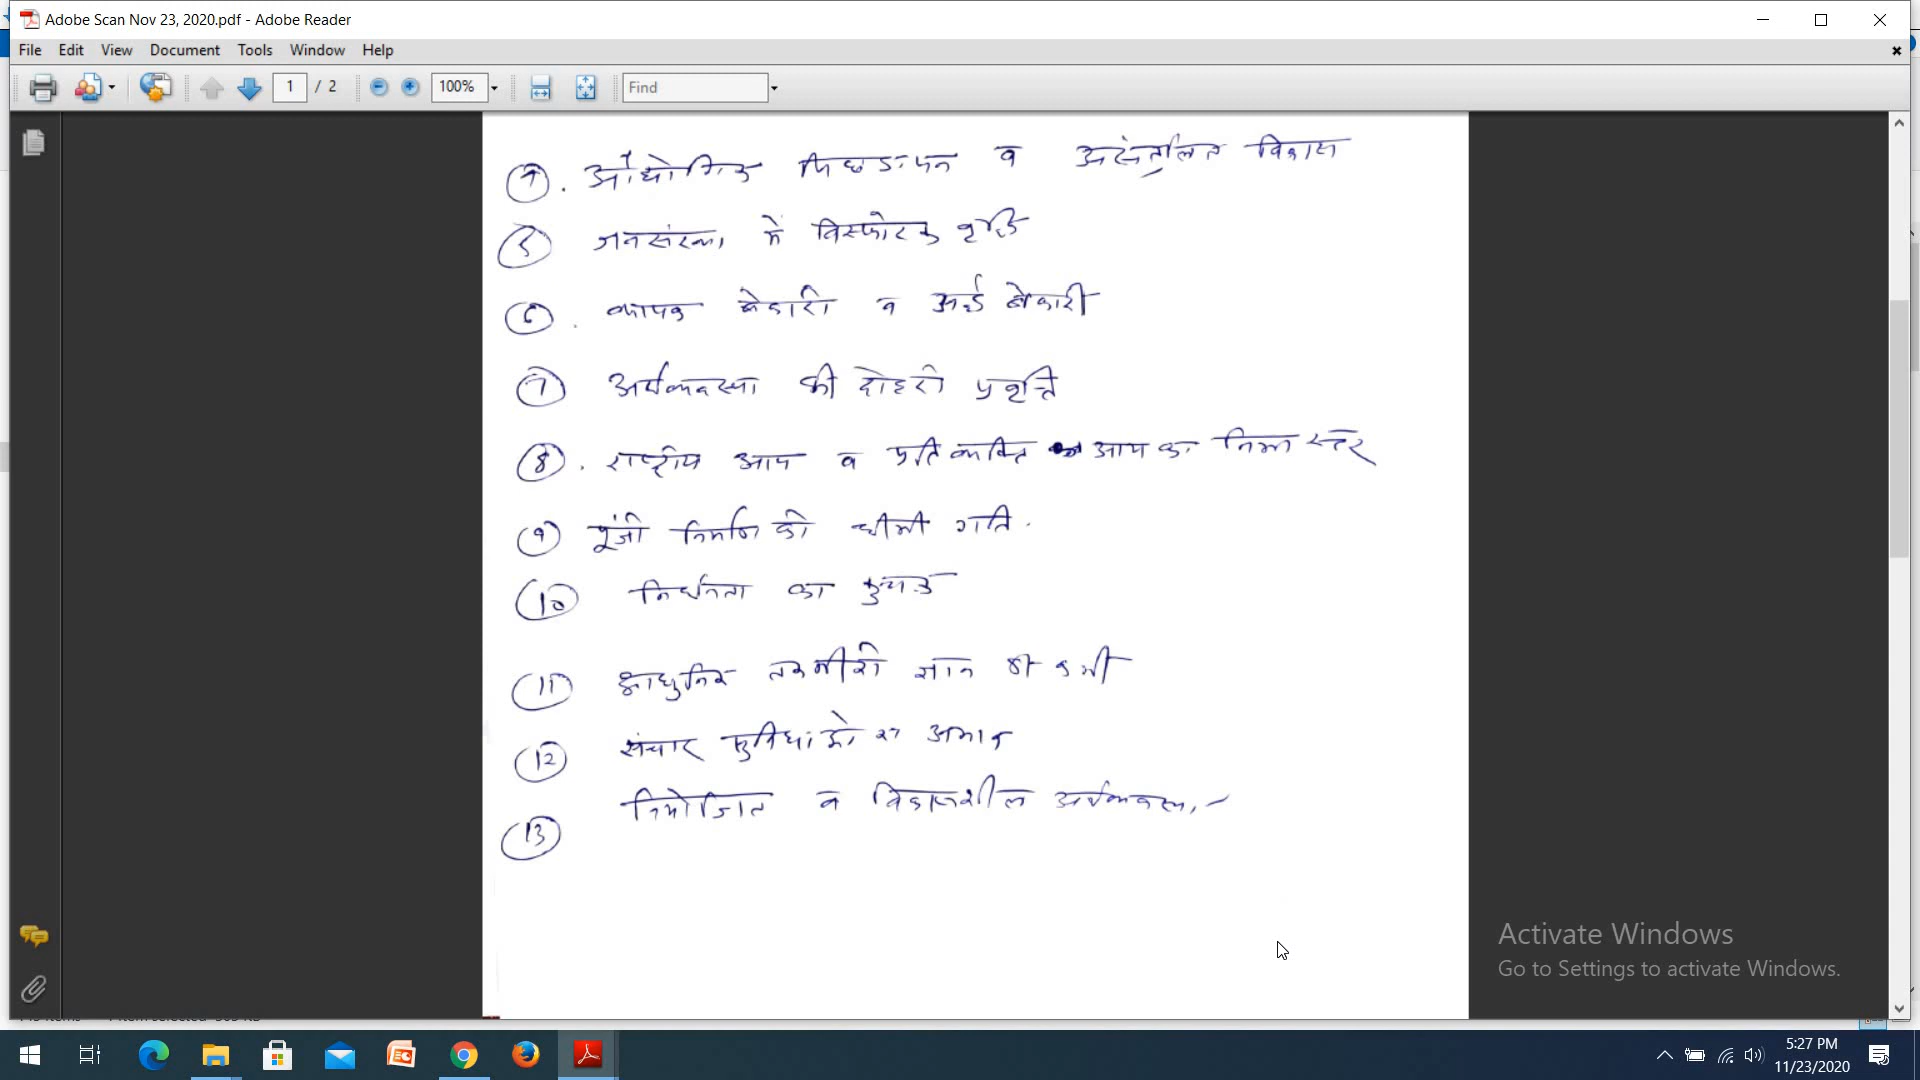 Adobe Scan Nov 23, 2020.pdf - Adobe Reader
File Edit View Document Tools Window Help
1 / 2 100% Find
4. औद्योगिक पिछड़ापन व असंतुलित विकास
5 जनसंख्या में विस्फोटक वृद्धि
6. व्यापक बेकारी व अर्द्ध बेकारी
7 अर्थव्यवस्था की दोहरी प्रवृत्ति
8. राष्ट्रीय आय व प्रति व्यक्ति आय का निम्न स्तर
9 पूंजी निर्माण की धीमी गति.
10 निर्धनता का कुचक्र
11 आधुनिक तकनीकी ज्ञान की कमी
12 संचार सुविधाओं का अभाव
13 नियोजित व विकासशील अर्थव्यवस्था
Activate Windows
Go to Settings to activate Windows.
5:27 PM
11/23/2020